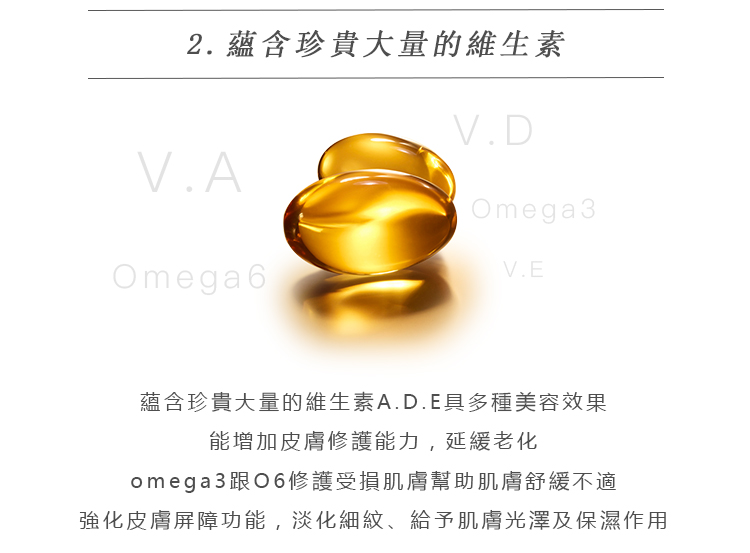 2. 蘊含珍貴大量的維生素
V.D
V.A
Omega3
V.E
Omega6
蘊含珍貴大量的維生素A.D.E具多種美容效果
能增加皮膚修護能力，延緩老化
omega3跟O6修護受損肌膚幫助肌膚舒緩不適
強化皮膚屏障功能，淡化細紋、給予肌膚光澤及保濕作用